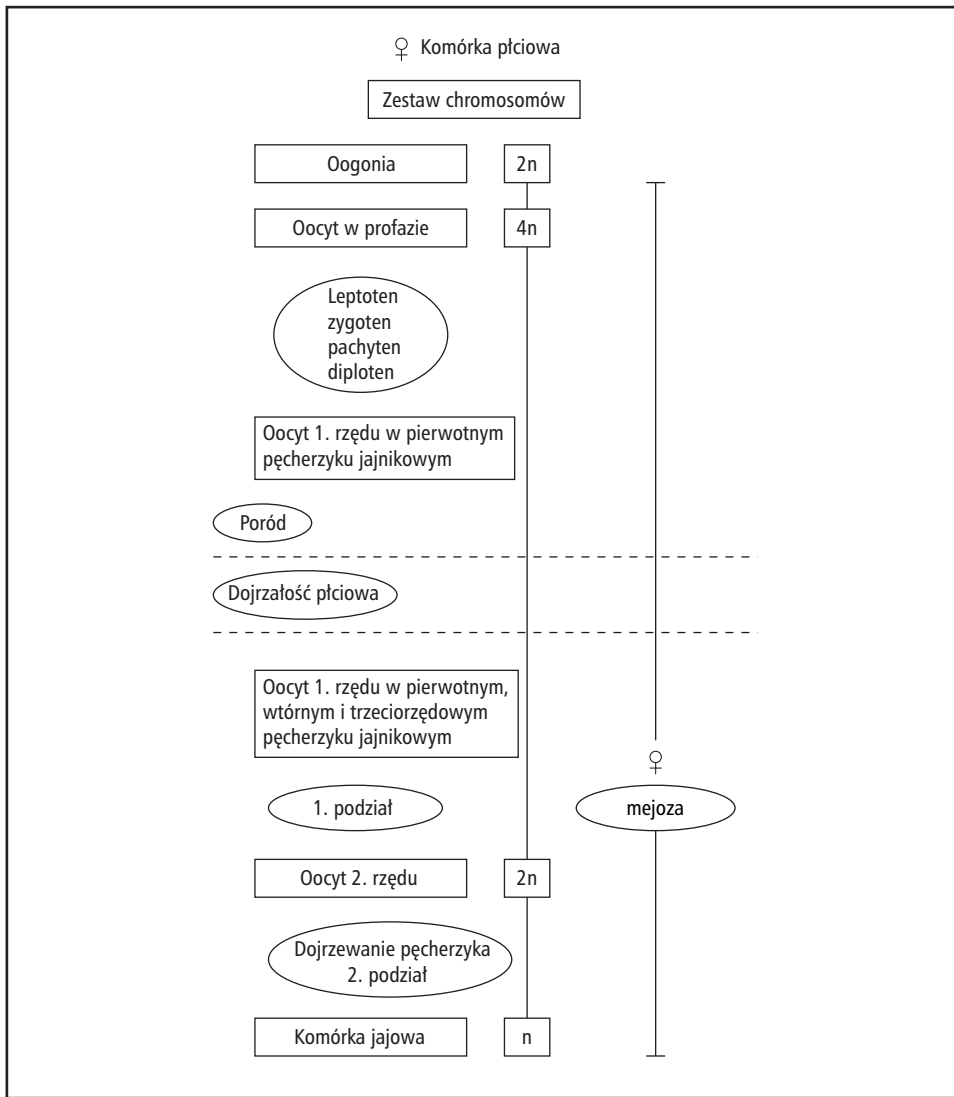 ♀ Komórka płciowa
Zestaw chromosomów
Oogonia 2n
Oocyt w profazie 4n
Leptoten
zygoten
pachyten
diploten
Oocyt 1. rzędu w pierwotnym
pęcherzyku jajnikowym
Poród
Dojrzałość płciowa
Oocyt 1. rzędu w pierwotnym,
wtórnym i trzeciorzędowym
pęcherzyku jajnikowym
♀
1. podział
mejoza
Oocyt 2. rzędu 2n
Dojrzewanie pęcherzyka
2. podział
Komórka jajowa n